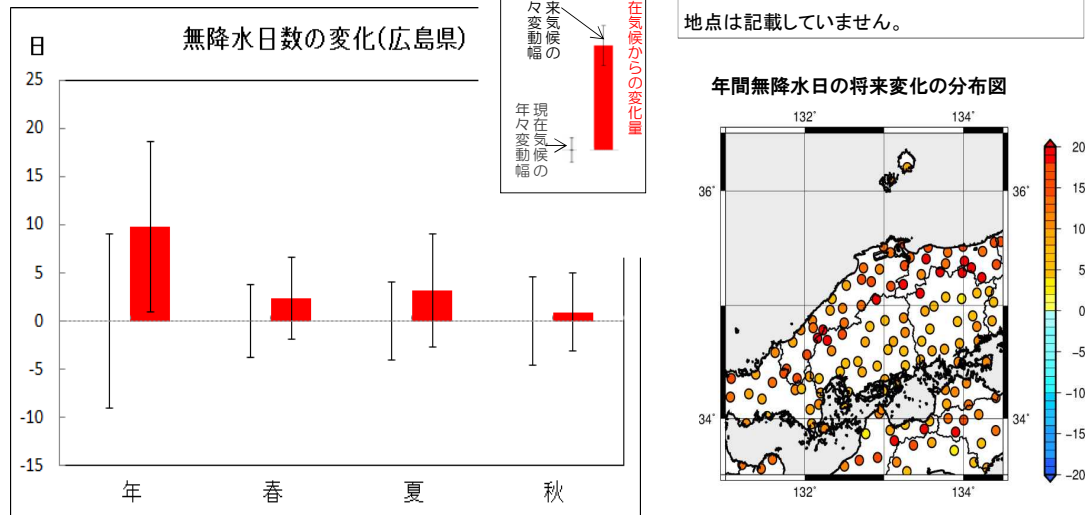 無降水日数の変化(広島県)
日
25
20
15
10
5
0
-5
-10
-15
年
春
夏
秋
来気候の
々変動幅
在気候からの変化量
現在気候の
年々変動幅
地点は記載していません。
年間無降水日の将来変化の分布図
132˚
134˚
36˚
36˚
34˚
34˚
132˚
134˚
20
15
10
5
0
−5
−10
−15
−20